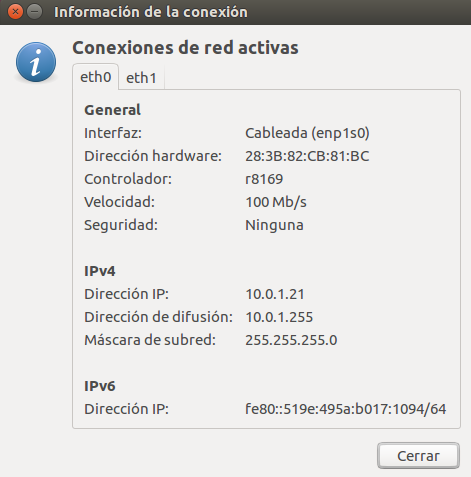 Información de la conexión
Conexiones de red activas
eth0 eth1
General
Interfaz: Cableada (enp1s0)
Dirección hardware: 28:3B:82:CB:81:BC
Controlador: r8169
Velocidad: 100 Mb/s
Seguridad: Ninguna
IPv4
Dirección IP: 10.0.1.21
Dirección de difusión: 10.0.1.255
Máscara de subred: 255.255.255.0
IPv6
Dirección IP: fe80::519e:495a:b017:1094/64
Cerrar